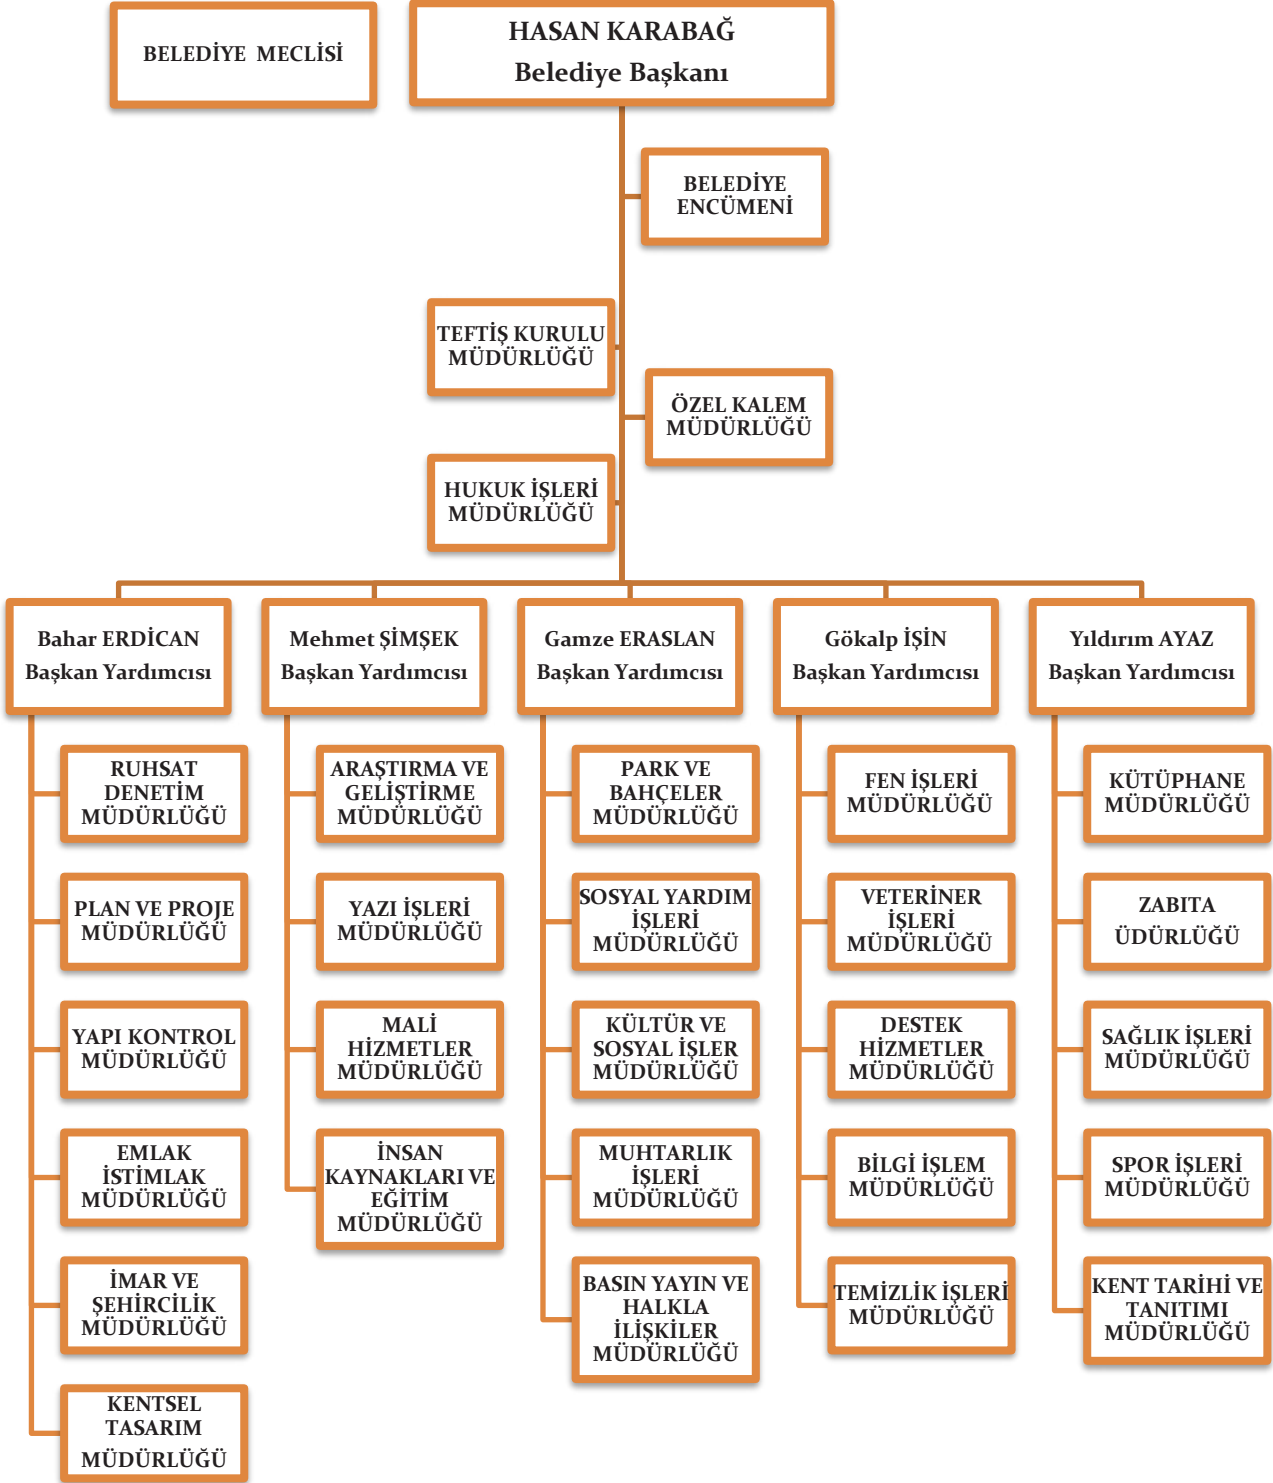 BELEDİYE MECLİSİ
HASAN KARABAĞ
Belediye Başkanı
BELEDİYE
ENCÜMENİ
TEFTİŞ KURULU
MÜDÜRLÜĞÜ
ÖZEL KALEM
MÜDÜRLÜĞÜ
HUKUK İŞLERİ
MÜDÜRLÜĞÜ
Bahar ERDİCAN
Başkan Yardımcısı
RUHSAT
DENETİM
MÜDÜRLÜĞÜ
PLAN VE PROJE
MÜDÜRLÜĞÜ
YAPI KONTROL
MÜDÜRLÜĞÜ
EMLAK
İSTİMLAK
MÜDÜRLÜĞÜ
İMAR VE
ŞEHİRCİLİK
MÜDÜRLÜĞÜ
KENTSEL
TASARIM
MÜDÜRLÜĞÜ
Mehmet ŞİMŞEK
Başkan Yardımcısı
ARAŞTIRMA VE
GELİŞTİRME
MÜDÜRLÜĞÜ
YAZI İŞLERİ
MÜDÜRLÜĞÜ
MALİ
HİZMETLER
MÜDÜRLÜĞÜ
İNSAN
KAYNAKLARI VE
EĞİTİM
MÜDÜRLÜĞÜ
Gamze ERASLAN
Başkan Yardımcısı
PARK VE
BAHÇELER
MÜDÜRLÜĞÜ
SOSYAL YARDIM
İŞLERİ
MÜDÜRLÜĞÜ
KÜLTÜR VE
SOSYAL İŞLER
MÜDÜRLÜĞÜ
MUHTARLIK
İŞLERİ
MÜDÜRLÜĞÜ
BASIN YAYIN VE
HALKLA
İLİŞKİLER
MÜDÜRLÜĞÜ
Gökalp İŞİN
Başkan Yardımcısı
FEN İŞLERİ
MÜDÜRLÜĞÜ
VETERİNER
İŞLERİ
MÜDÜRLÜĞÜ
DESTEK
HİZMETLER
MÜDÜRLÜĞÜ
BİLGİ İŞLEM
MÜDÜRLÜĞÜ
TEMİZLİK İŞLERİ
MÜDÜRLÜĞÜ
Yıldırım AYAZ
Başkan Yardımcısı
KÜTÜPHANE
MÜDÜRLÜĞÜ
ZABITA
ÜDÜRLÜĞÜ
SAĞLIK İŞLERİ
MÜDÜRLÜĞÜ
SPOR İŞLERİ
MÜDÜRLÜĞÜ
KENT TARİHİ VE
TANITIMI
MÜDÜRLÜĞÜ